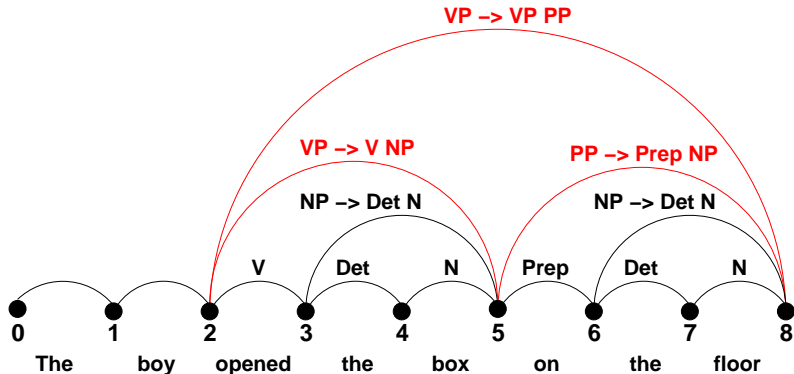 VP –> VP PP
VP –> V NP PP –> Prep NP
NP –> Det N NP –> Det N
V Det N Prep Det N
0 1 2 3 4 5 6 7 8
The boy opened the box on the floor